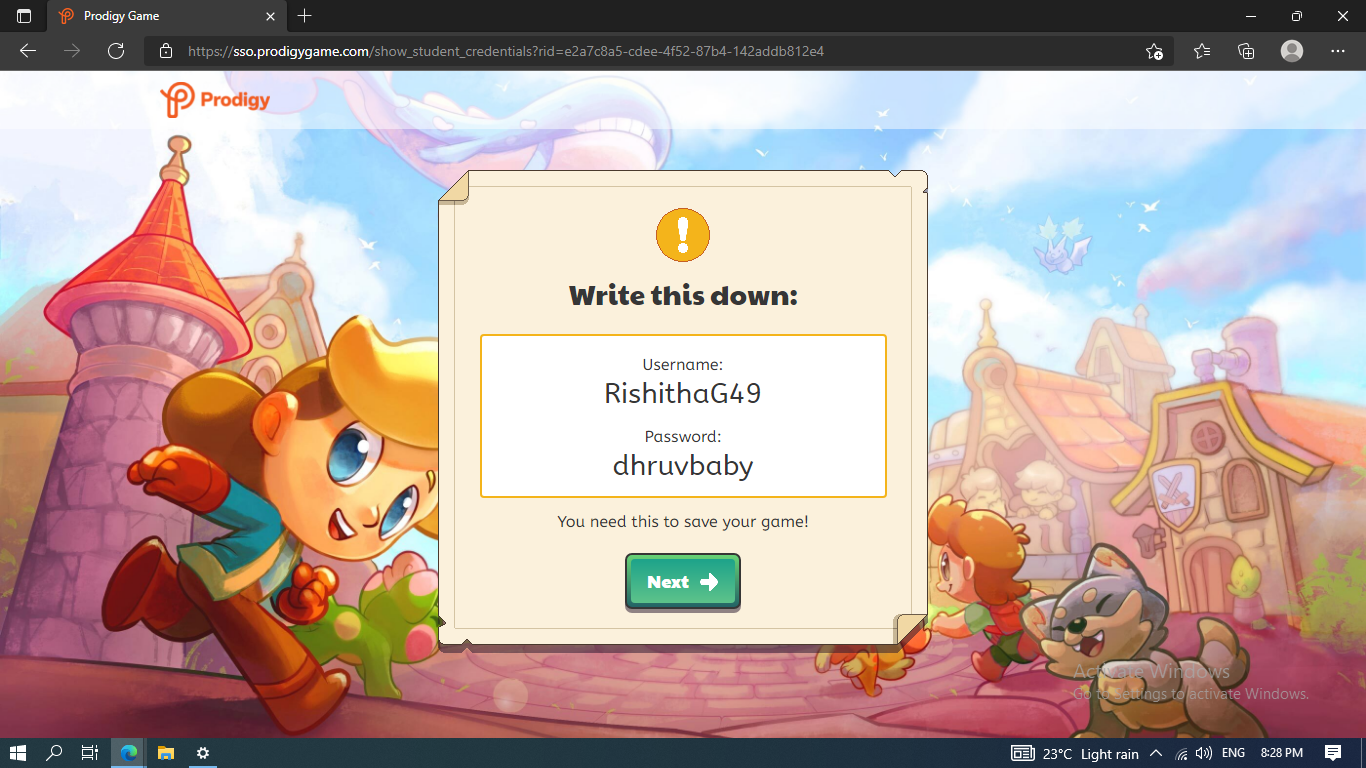 Prodigy Game
https://sso.prodigygame.com/show_student_credentials?rid=e2a7c8a5-cdee-4f52-87b4-142addb812e4
Prodigy
Write this down:
Username:
RishithaG49
Password:
dhruvbaby
You need this to save your game!
Next
Activate Windows
Go to Settings to activate Windows.
23°C Light rain ENG 8:28 PM